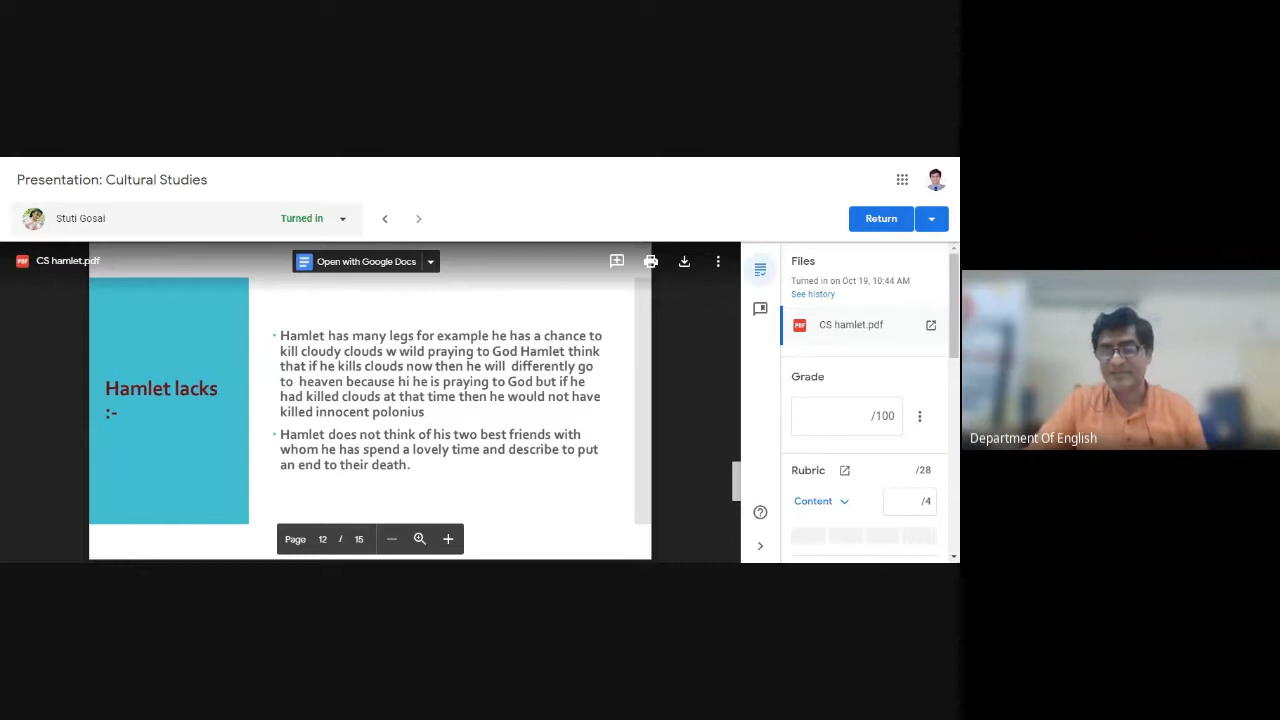 Presentation: Cultural Studies
Stuti Gosai
Turned in
Return
CS hamlet.pdf
Open with Google Docs
Hamlet lacks
:-
Hamlet has many legs for example he has a chance to
kill cloudy clouds w wild praying to God Hamlet think
that if he kills clouds now then he will differently go
to heaven because hi he is praying to God but if he
had killed clouds at that time then he would not have
killed innocent polonius
Hamlet does not think of his two best friends with
whom he has spend a lovely time and describe to put
an end to their death.
Page 12 / 15
Files
Turned in on Oct 19, 10:44 AM
See history
PDF CS hamlet.pdf
Grade
/100
Rubric /28
Content /4
Department Of English